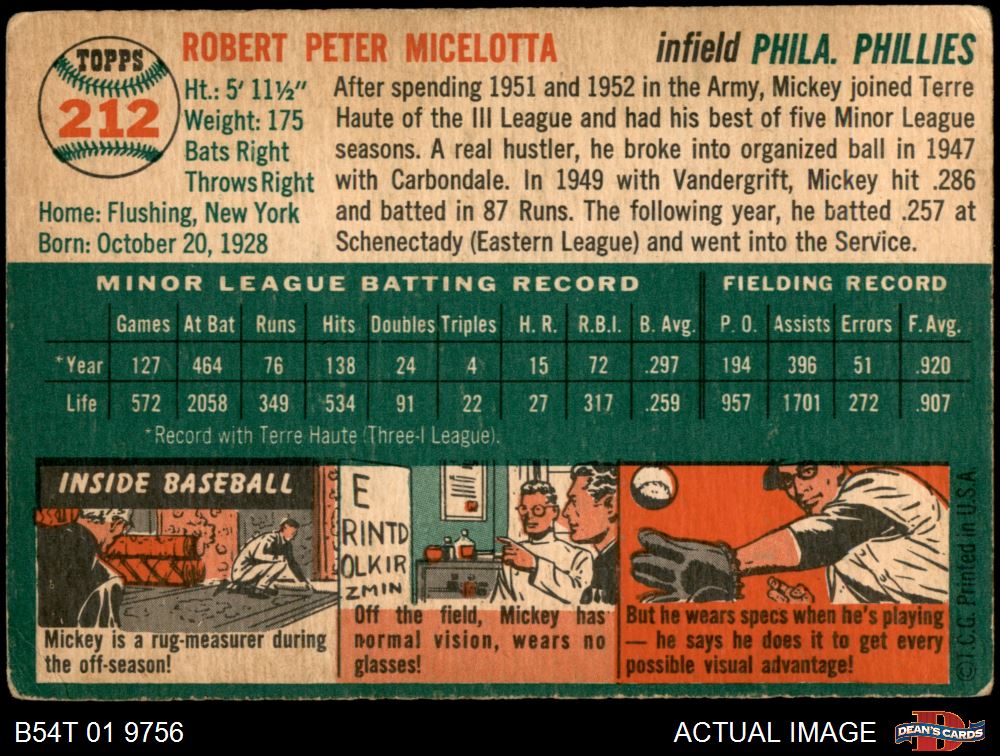 TOPPS
212
ROBERT PETER MICELOTTA
infield PHILA. PHILLIES
Ht.: 5' 11½"
Weight: 175
Bats Right
Throws Right
Home: Flushing, New York
Born: October 20, 1928
After spending 1951 and 1952 in the Army, Mickey joined Terre
Haute of the III League and had his best of five Minor League
seasons. A real hustler, he broke into organized ball in 1947
with Carbondale. In 1949 with Vandergrift, Mickey hit .286
and batted in 87 Runs. The following year, he batted .257 at
Schenectady (Eastern League) and went into the Service.
MINOR LEAGUE BATTING RECORD FIELDING RECORD
Games At Bat Runs Hits Doubles Triples H. R. R.B.I. B. Avg. P. O. Assists Errors F. Avg.
*Year 127 464 76 138 24 4 15 72 .297 194 396 51 .920
Life 572 2058 349 534 91 22 27 317 .259 957 1701 272 .907
*Record with Terre Haute (Three-I League).
INSIDE BASEBALL
Mickey is a rug-measurer during
the off-season!
E
RINTD
OLKIR
ZMIN
Off the field, Mickey has
normal vision, wears no
glasses!
But he wears specs when he's playing
— he says he does it to get every
possible visual advantage!
©T.C.G. Printed in U.S.A
B54T 01 9756
ACTUAL IMAGE
D
DEAN'S CARDS